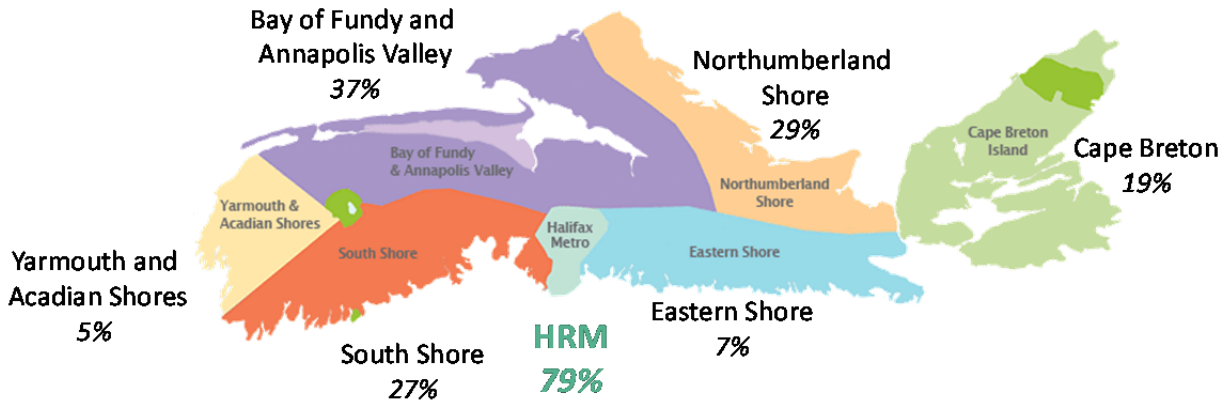 Bay of Fundy and
Annapolis Valley
37%
Northumberland
Shore
29%
Cape Breton
Island
Cape Breton
19%
Bay of Fundy
& Annapolis Valley
Northumberland
Shore
Yarmouth &
Acadian Shores
Halifax
Metro
South Shore
Eastern Shore
Yarmouth and
Acadian Shores
5%
Eastern Shore
7%
HRM
79%
South Shore
27%